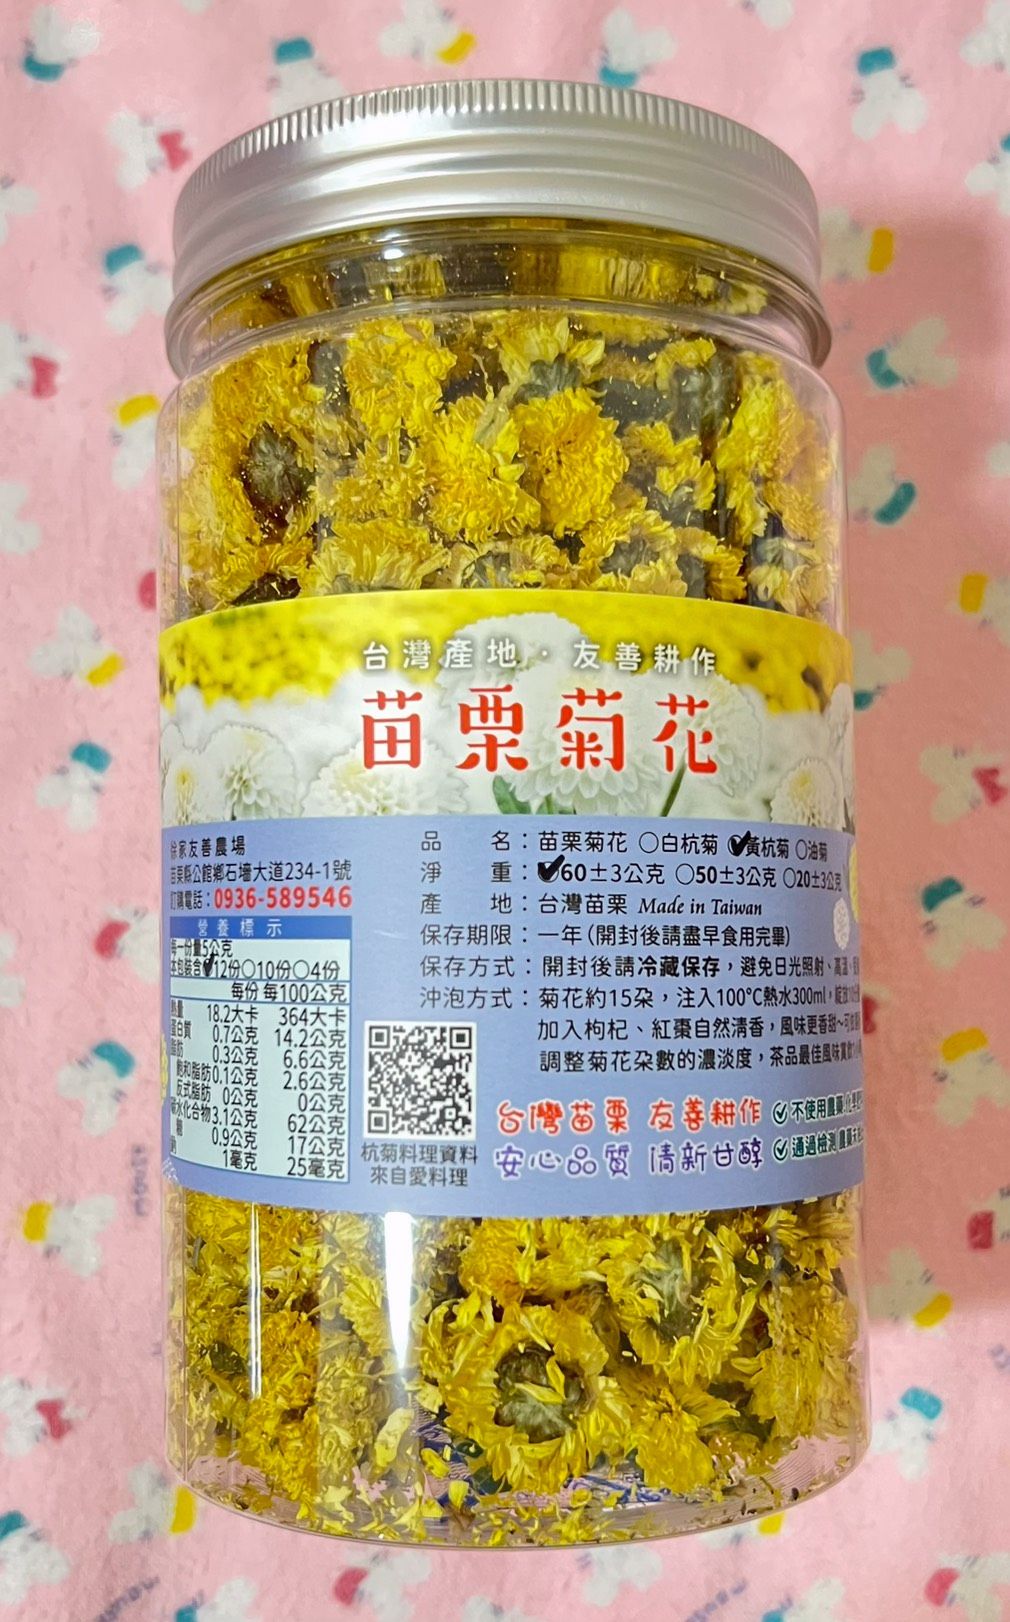 台灣產地·友善耕作
苗栗菊花
徐家友善農場
苗栗縣公館鄉石墻大道234-1號
訂購電話:0936-589546
營養標示
每一份量5公克
本包裝含✓12份○10份○4份
每份 每100公克
熱量 18.2大卡 364大卡
蛋白質 0.7公克 14.2公克
脂肪 0.3公克 6.6公克
飽和脂肪 0.1公克 2.6公克
反式脂肪 0公克 0公克
碳水化合物 3.1公克 62公克
糖 0.9公克 17公克
鈉 1毫克 25毫克
杭菊料理資料
來自愛料理
品名:苗栗菊花 ○白杭菊 ✓黃杭菊 ○油菊
淨重:✓60±3公克 ○50±3公克 ○20±3公克
產地:台灣苗栗 Made in Taiwan
保存期限:一年(開封後請盡早食用完畢)
保存方式:開封後請冷藏保存,避免日光照射、高溫、
沖泡方式:菊花約15朶,注入100°C熱水300ml,
加入枸杞、紅棗自然清香,風味更香甜~可
調整菊花朶數的濃淡度,茶品最佳風味
台灣苗栗 友善耕作
安心品質 清新甘醇
不使用農藥
通過檢測